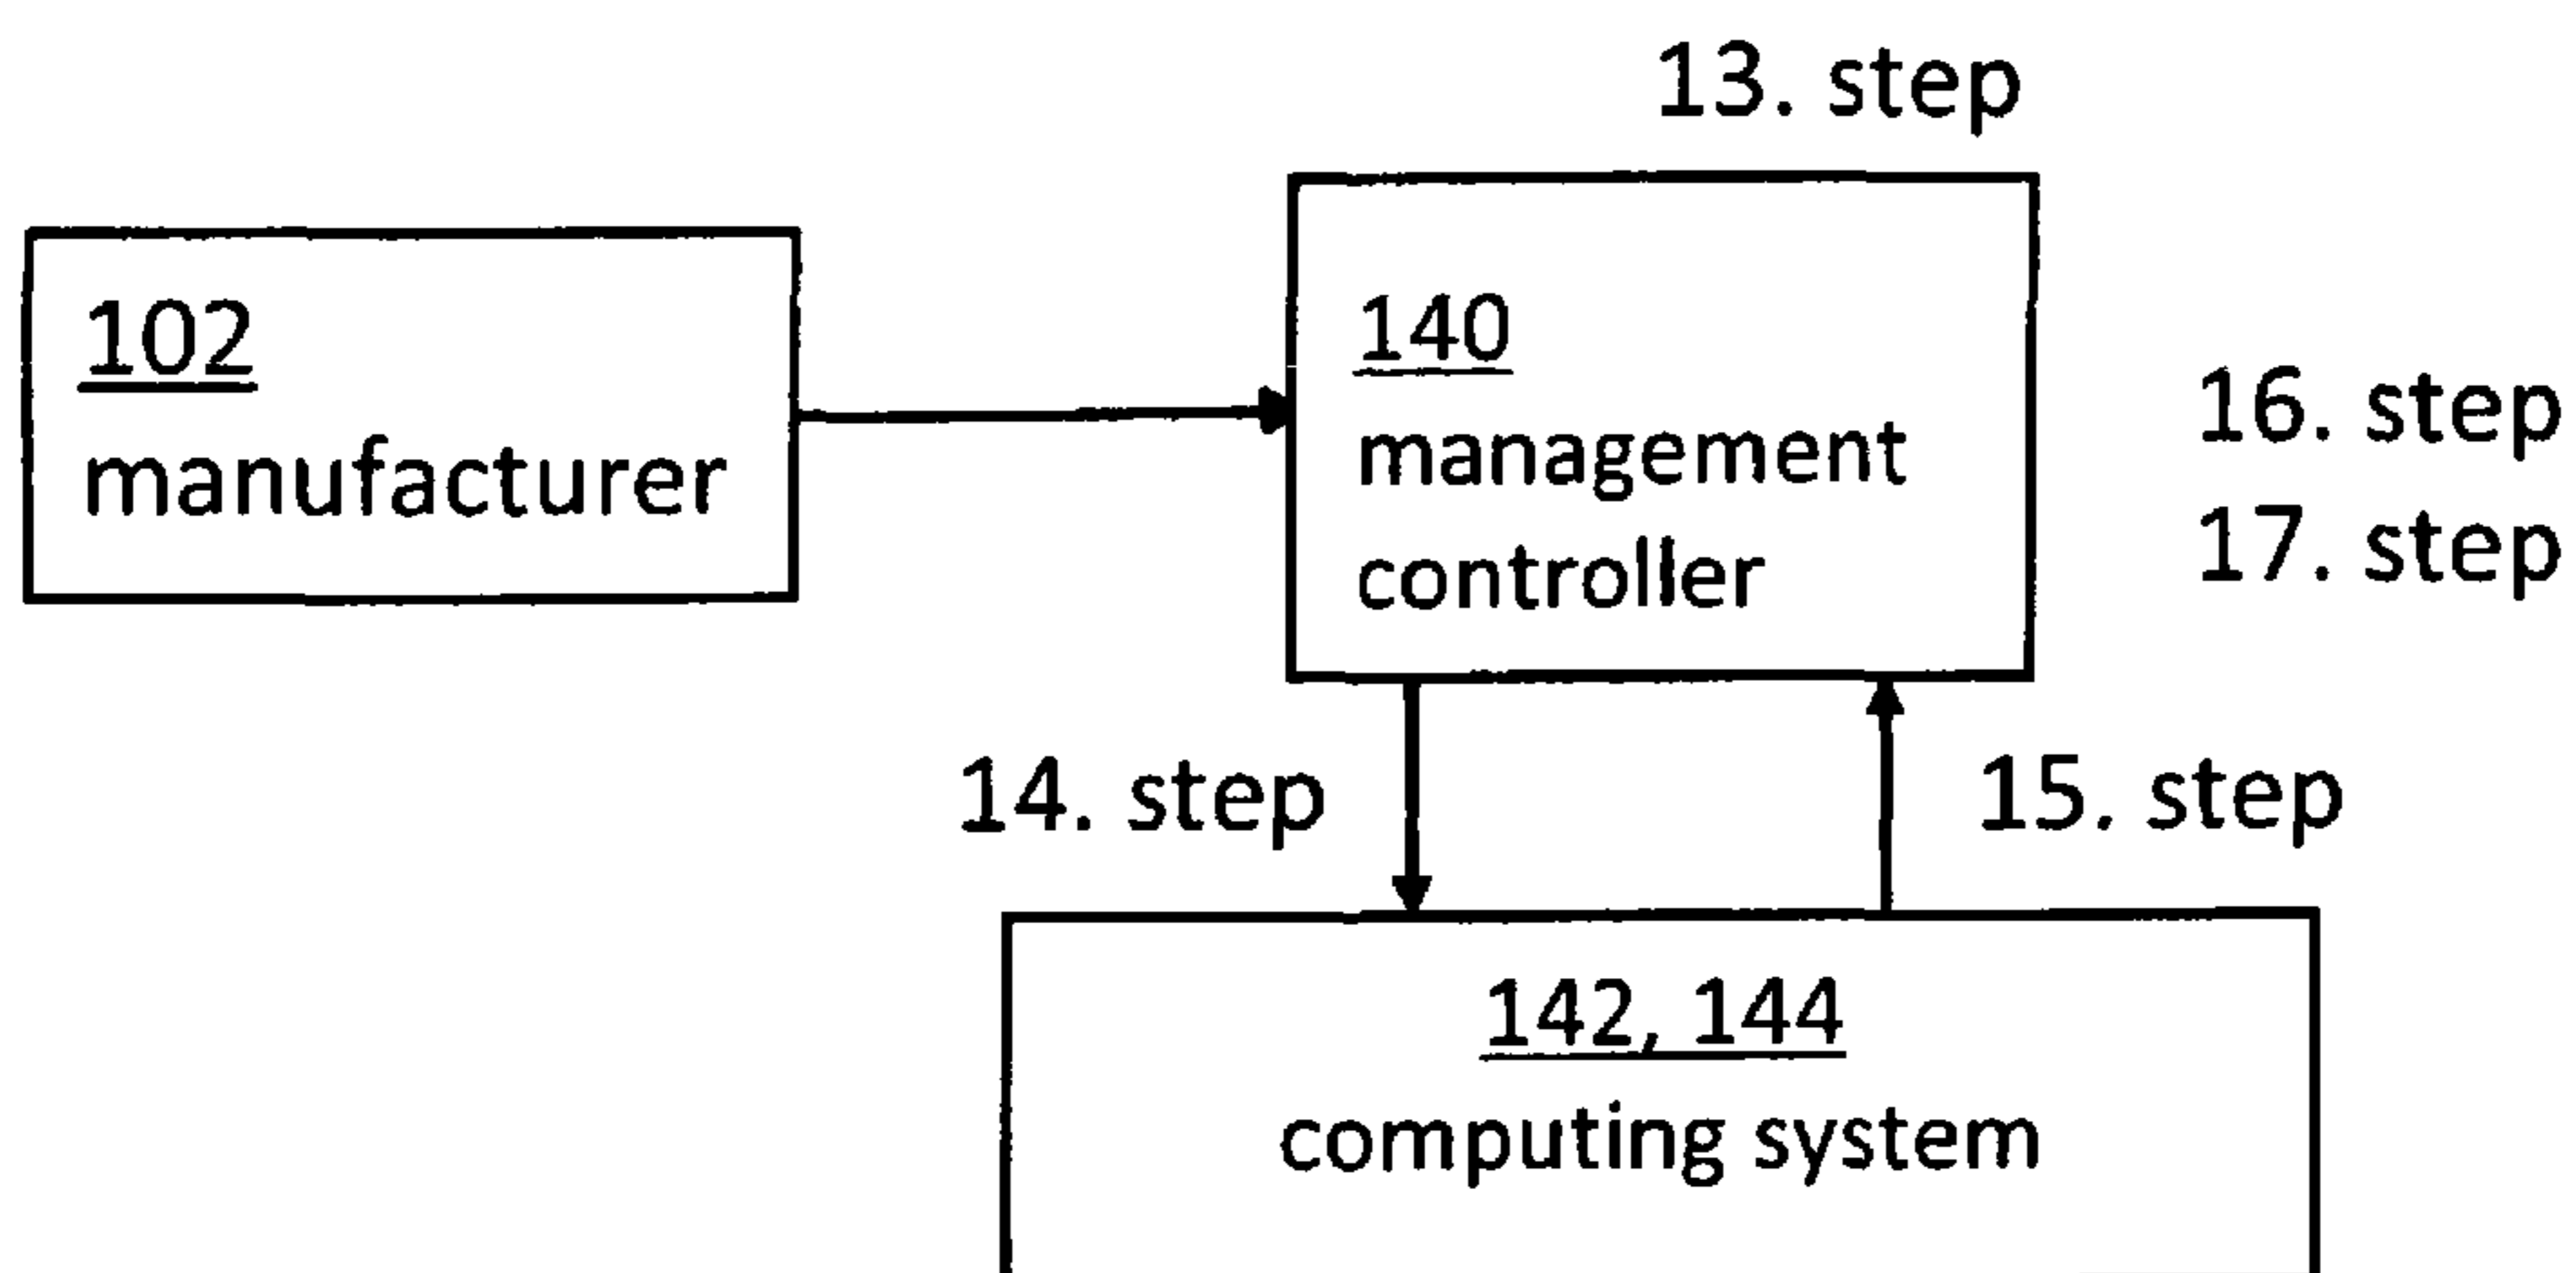 13. step
102
manufacturer
140
management
controller
16. step
17. step
14. step
15. step
142, 144
computing system